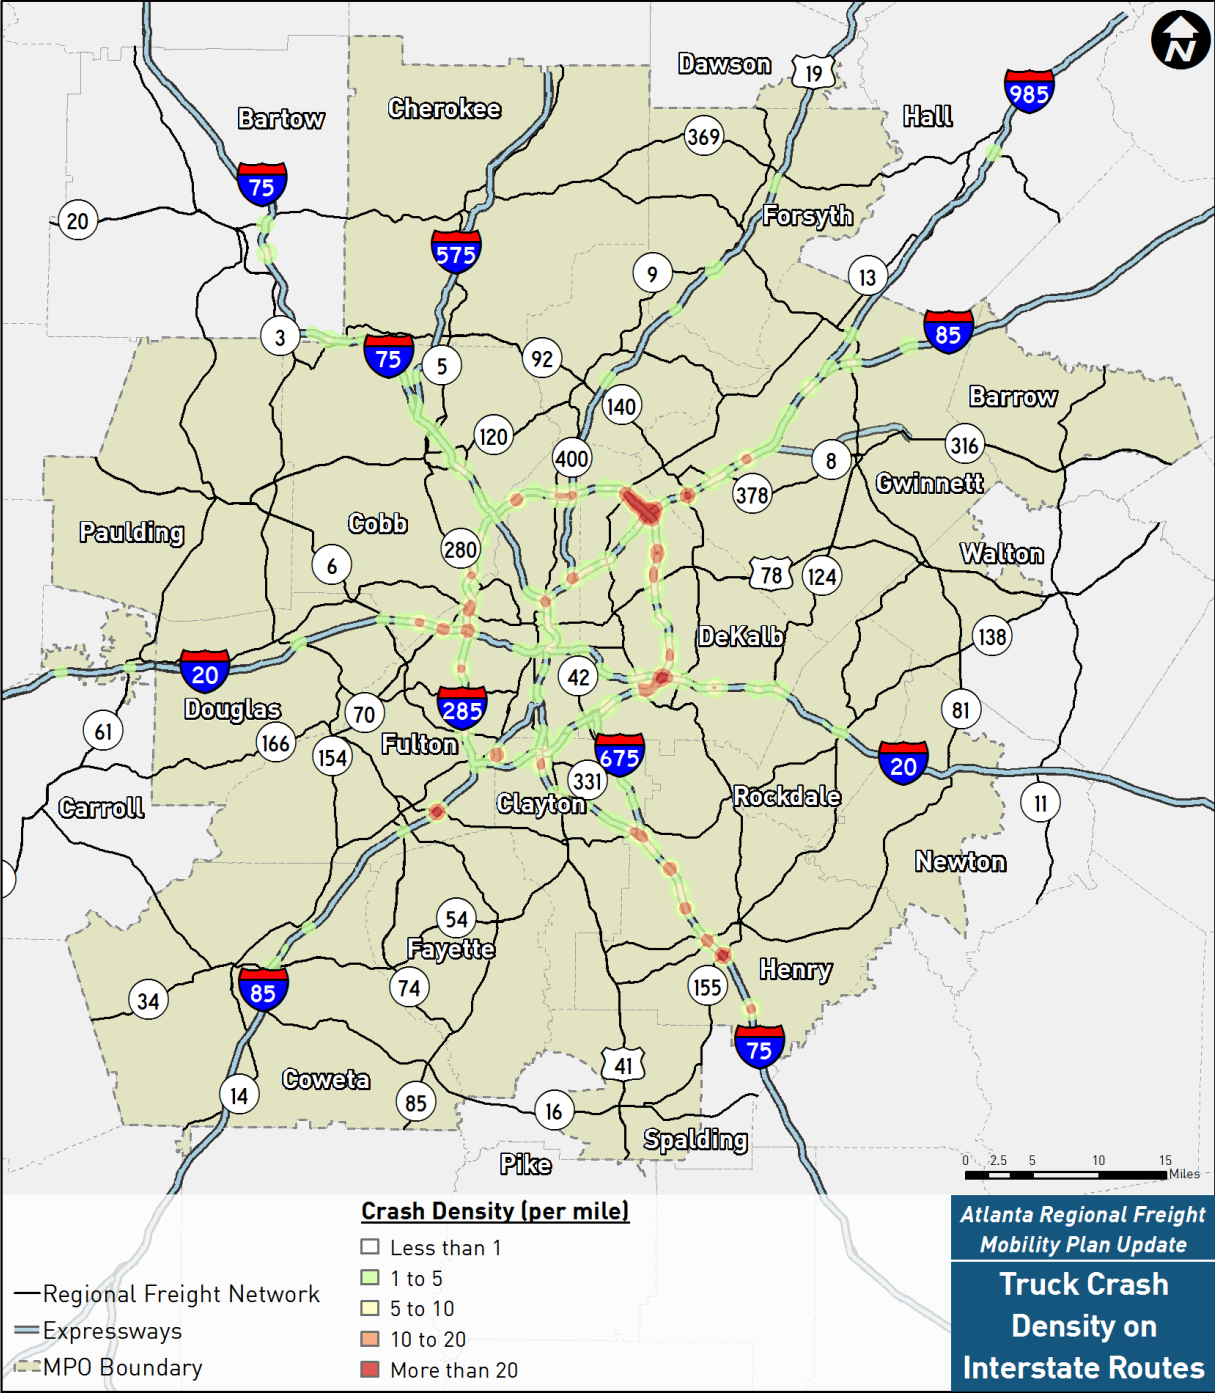 N
Dawson
19
985
Bartow
Cherokee
Hall
369
75
20
Forsyth
575
9
13
3
75
5
92
85
140
Barrow
120
400
8
316
378
Gwinnett
Paulding
Cobb
280
Walton
6
78
124
DeKalb
138
20
42
Douglas
285
70
81
61
166
Fulton
154
675
20
331
Clayton
Rockdale
Carroll
11
Newton
54
Fayette
Henry
34
85
74
155
75
41
Coweta
14
85
16
Spalding
Pike
0 2.5 5 10 15
Miles
Crash Density (per mile)
Less than 1
1 to 5
5 to 10
10 to 20
More than 20
Regional Freight Network
Expressways
MPO Boundary
Atlanta Regional Freight
Mobility Plan Update
Truck Crash
Density on
Interstate Routes